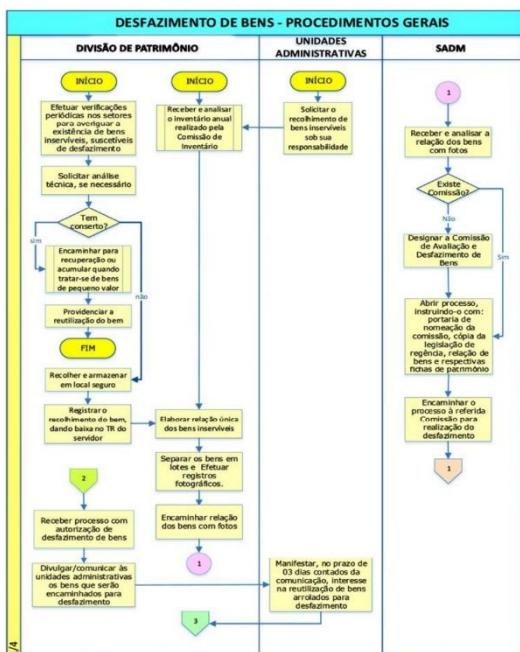 DESFAZIMENTO DE BENS - PROCEDIMENTOS GERAIS
DIVISÃO DE PATRIMÔNIO
UNIDADES
ADMINISTRATIVAS
SADM
INÍCIO
Efetuar verificações
periódicas nos setores
para averiguar a
existência de bens
inservíveis, suscetíveis de
desfazimento
Solicitar análise
técnica, se necessário
Tem
conserto?
sim
não
Encaminhar para
recuperação ou
acumular quando
tratar-se de bens
de pequeno valor
Providenciar a
reutilização do bem
FIM
Recolher e armazenar
em local seguro
Registrar o
recolhimento do bem,
dando baixa no TR do
servidor
2
Receber processo com
autorização de
desfazimento de bens
Divulgar/comunicar às
unidades administrativas
os bens que serão
encaminhados para
desfazimento
INÍCIO
Receber e analisar
o inventário anual
realizado pela
Comissão de
Inventário
Elaborar relação única
dos bens inservíveis
Separar os bens em
lotes e Efetuar
registros
fotográficos.
Encaminhar relação
dos bens com fotos
1
INÍCIO
Solicitar o
recolhimento de
bens inservíveis
sob sua
responsabilidade
Manifestar, no prazo de
03 dias contados da
comunicação, interesse
na reutilização de bens
arrolados para
desfazimento
3
1
Receber e analisar a
relação dos bens
com fotos
Existe
Comissão?
Não
Sim
Designar a Comissão
de Avaliação e
Desfazimento de
Bens
Abrir processo,
instruindo-o com:
portaria de
nomeação da
comissão, cópia da
legislação de
regência, relação de
bens e respectivas
fichas de patrimônio
Encaminhar o
processo à referida
Comissão para
realização do
desfazimento
1
/4